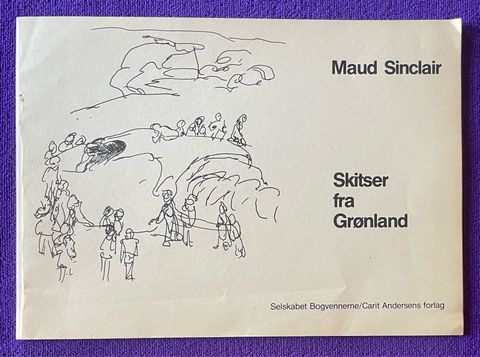 Maud Sinclair
Skitser
fra
Grønland
Selskabet Bogvennerne/Carit Andersens forlag